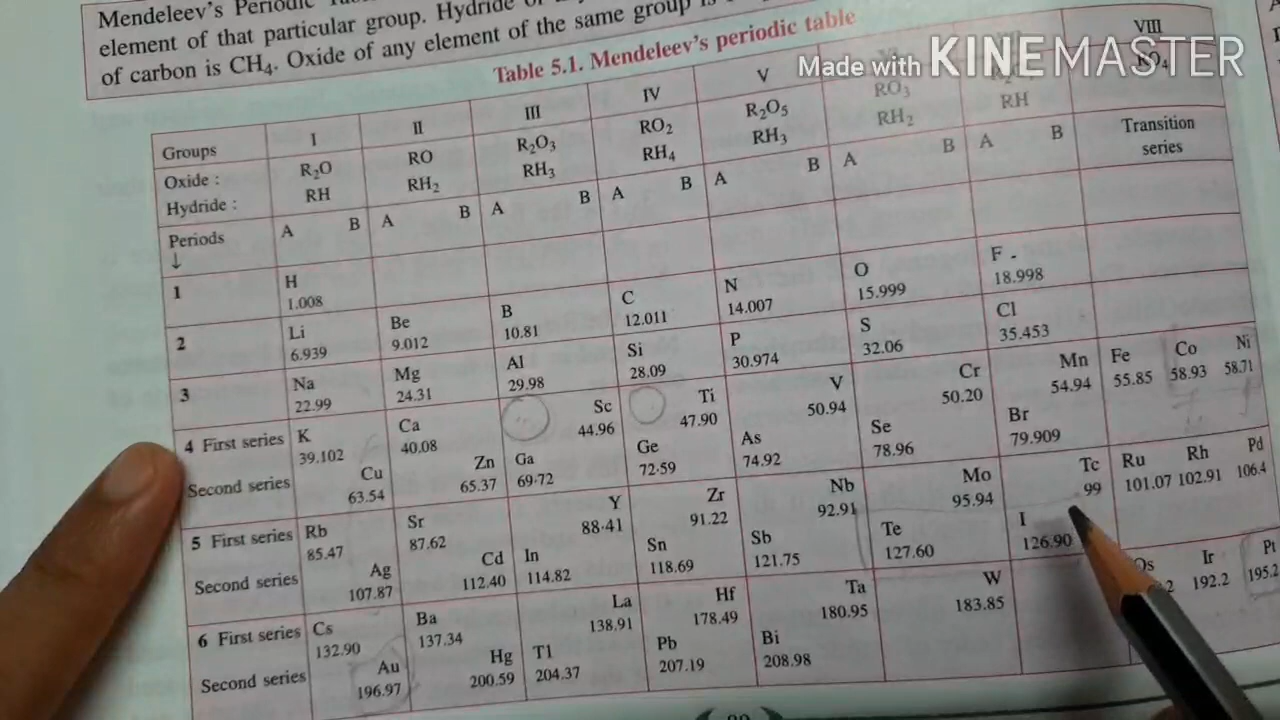 Mendeleev's Periodic
element of that particular group. Hydride
of carbon is CH₄. Oxide of any element of the same group
Table 5.1. Mendeleev's periodic table
Made with KINEMASTER
Groups I II III IV V VIII
Oxide : R₂O RO R₂O₃ RO₂ R₂O₅ RO₃ RO₄
Hydride : RH RH₂ RH₃ RH₄ RH₃ RH₂ RH Transition series
Periods ↓ A B A B A B A B A B A B A B
1 H
1.008
2 Li Be B C N O F
6.939 9.012 10.81 12.011 14.007 15.999 18.998
3 Na Mg Al Si P S Cl
22.99 24.31 29.98 28.09 30.974 32.06 35.453
4 First series K Ca Sc Ti V Cr Mn Fe Co Ni
39.102 40.08 44.96 47.90 50.94 50.20 54.94 55.85 58.93 58.71
Second series Cu Zn Ga Ge As Se Br
63.54 65.37 69.72 72.59 74.92 78.96 79.909
5 First series Rb Sr Y Zr Nb Mo Tc Ru Rh Pd
85.47 87.62 88.41 91.22 92.91 95.94 99 101.07 102.91 106.4
Second series Ag Cd In Sn Sb Te I
107.87 112.40 114.82 118.69 121.75 127.60 126.90
6 First series Cs Ba La Hf Ta W Os Ir Pt
132.90 137.34 138.91 178.49 180.95 183.85 192.2 195.2
Second series Au Hg Tl Pb Bi
196.97 200.59 204.37 207.19 208.98